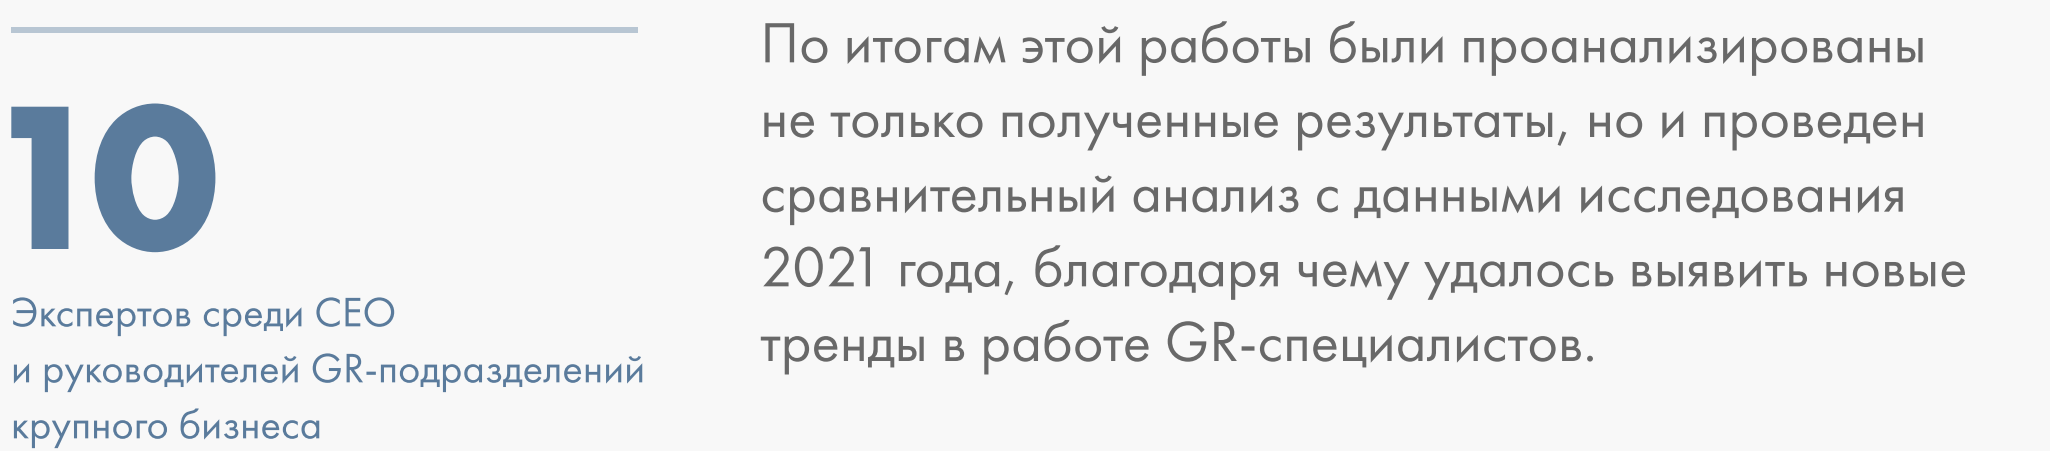 10
Экспертов среди CEO
и руководителей GR-подразделений
крупного бизнеса
По итогам этой работы были проанализированы
не только полученные результаты, но и проведен
сравнительный анализ с данными исследования
2021 года, благодаря чему удалось выявить новые
тренды в работе GR-специалистов.